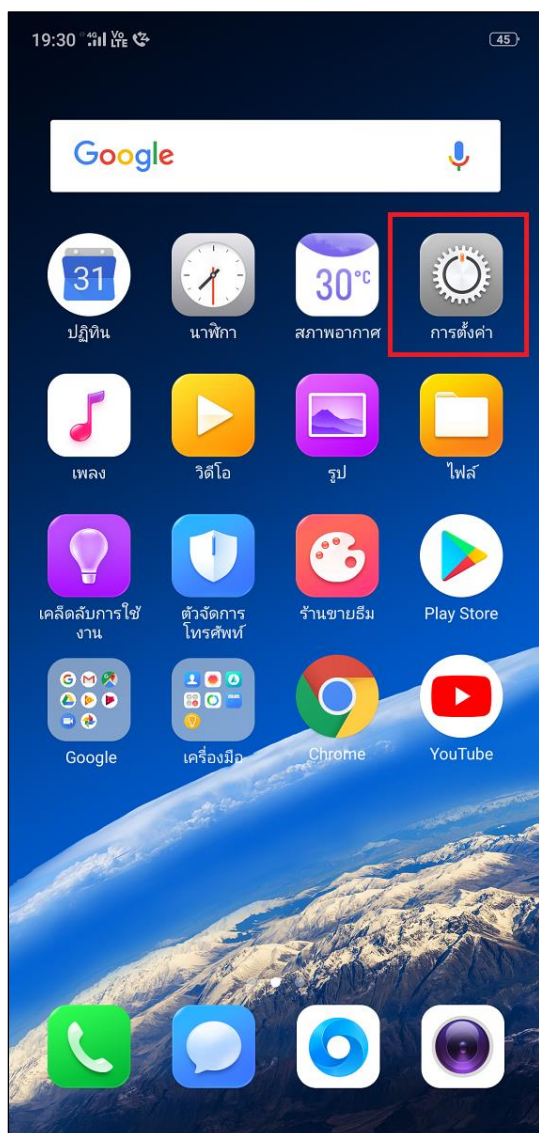 19:30 4G Vo
LTE 45
Google
31
30°C
ปฏิทิน นาฬิกา สภาพอากาศ การตั้งค่า
เพลง วิดีโอ รูป ไฟล์
เคล็ดลับการใช้
งาน
ตัวจัดการ
โทรศัพท์
ร้านขายธีม
Play Store
Google เครื่องมือ Chrome YouTube